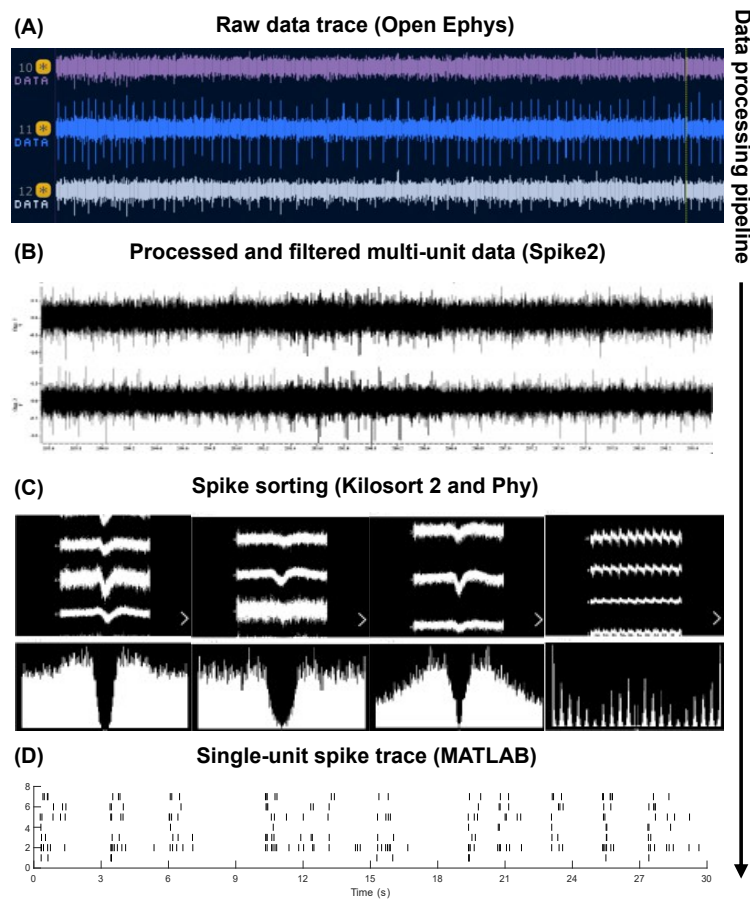 (A) Raw data trace (Open Ephys)
10 *
DATA
11 *
DATA
12 *
DATA
Data processing pipeline
(B) Processed and filtered multi-unit data (Spike2)
(C) Spike sorting (Kilosort 2 and Phy)
(D) Single-unit spike trace (MATLAB)
8
6
4
2
0
0 3 6 9 12 15 18 21 24 27 30
Time (s)